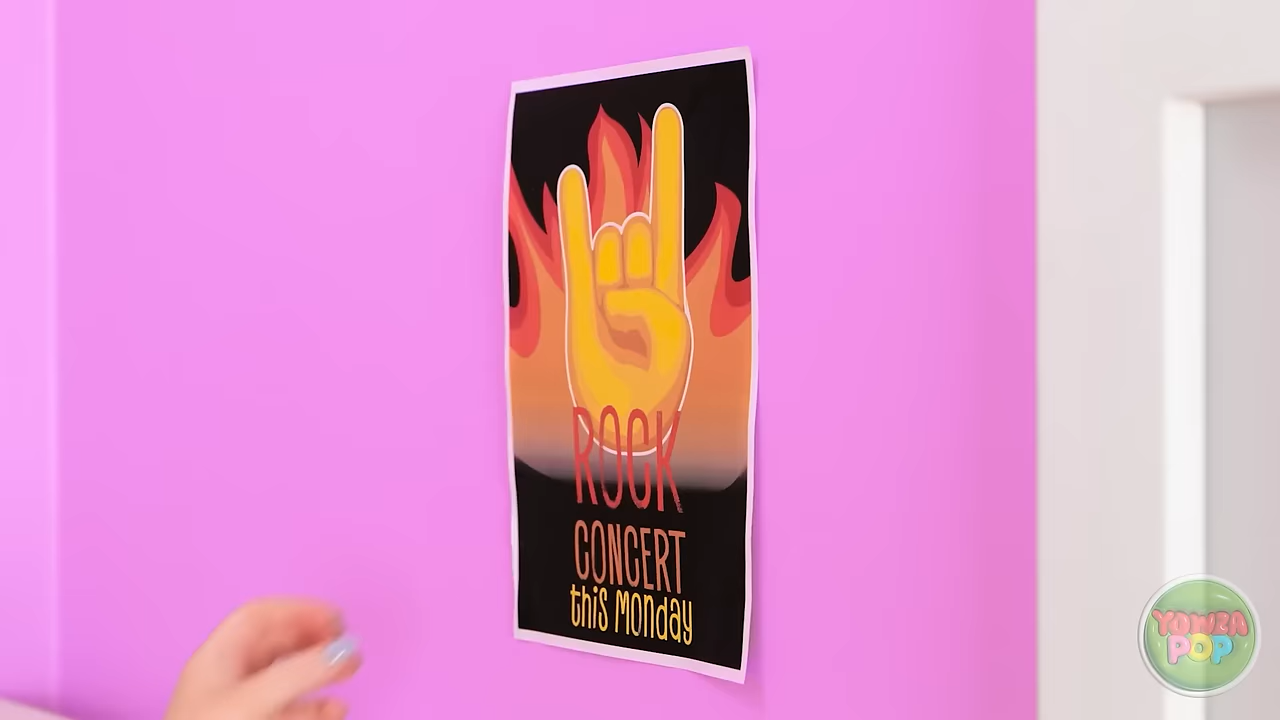 ROCK
CONCERT
this Monday
YOWZA
POP